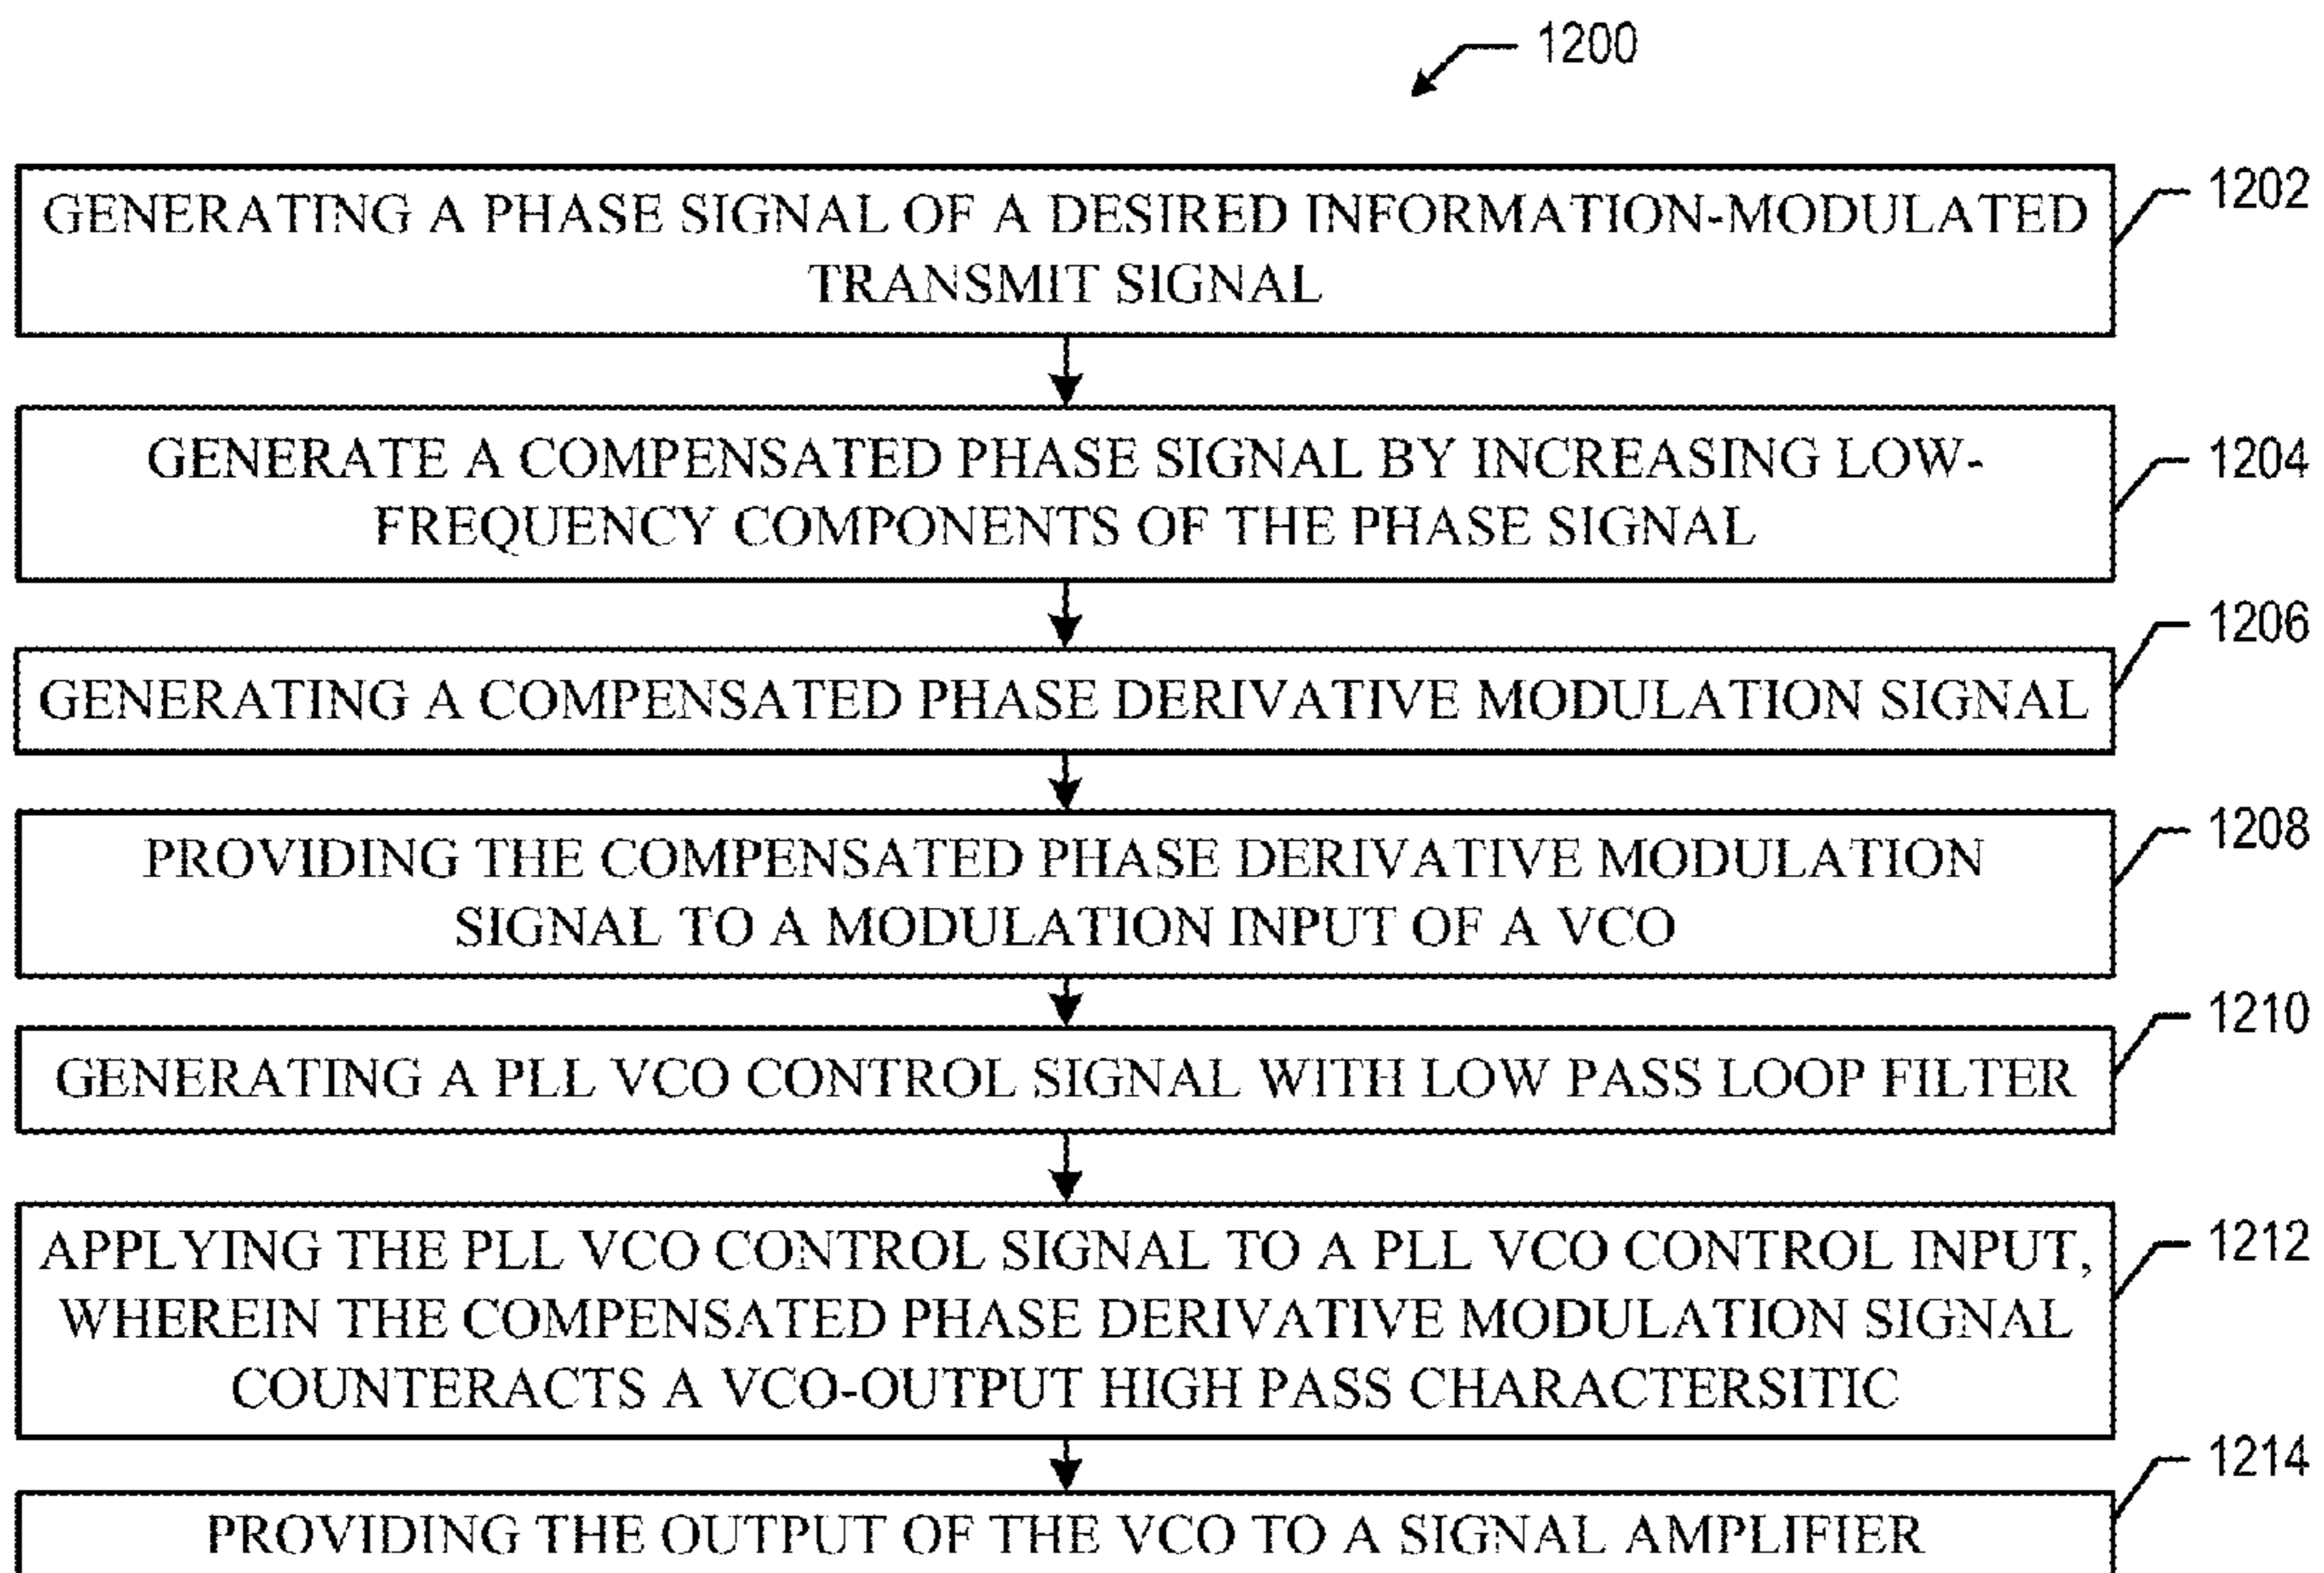 1200
GENERATING A PHASE SIGNAL OF A DESIRED INFORMATION-MODULATED
TRANSMIT SIGNAL
1202
GENERATE A COMPENSATED PHASE SIGNAL BY INCREASING LOW-
FREQUENCY COMPONENTS OF THE PHASE SIGNAL
1204
GENERATING A COMPENSATED PHASE DERIVATIVE MODULATION SIGNAL
1206
PROVIDING THE COMPENSATED PHASE DERIVATIVE MODULATION
SIGNAL TO A MODULATION INPUT OF A VCO
1208
GENERATING A PLL VCO CONTROL SIGNAL WITH LOW PASS LOOP FILTER
1210
APPLYING THE PLL VCO CONTROL SIGNAL TO A PLL VCO CONTROL INPUT,
WHEREIN THE COMPENSATED PHASE DERIVATIVE MODULATION SIGNAL
COUNTERACTS A VCO-OUTPUT HIGH PASS CHARACTERSITIC
1212
PROVIDING THE OUTPUT OF THE VCO TO A SIGNAL AMPLIFIER
1214